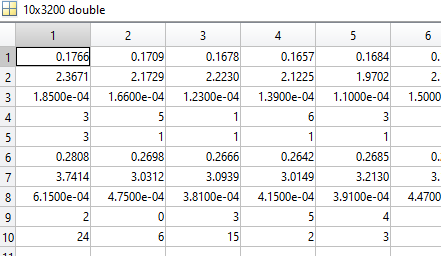 10x3200 double
1 2 3 4 5 6
1 0.1766 0.1709 0.1678 0.1657 0.1684 0.
2 2.3671 2.1729 2.2230 2.1225 1.9702 2.
3 1.8500e-04 1.6600e-04 1.2300e-04 1.3900e-04 1.1000e-04 1.5000
4 3 5 1 6 3
5 3 1 1 1 1
6 0.2808 0.2698 0.2666 0.2642 0.2685 0.2
7 3.7414 3.0312 3.0939 3.0149 3.2130 3.
8 6.1500e-04 4.7500e-04 3.8100e-04 4.1500e-04 3.9100e-04 4.4700
9 2 0 3 5 4
10 24 6 15 2 3